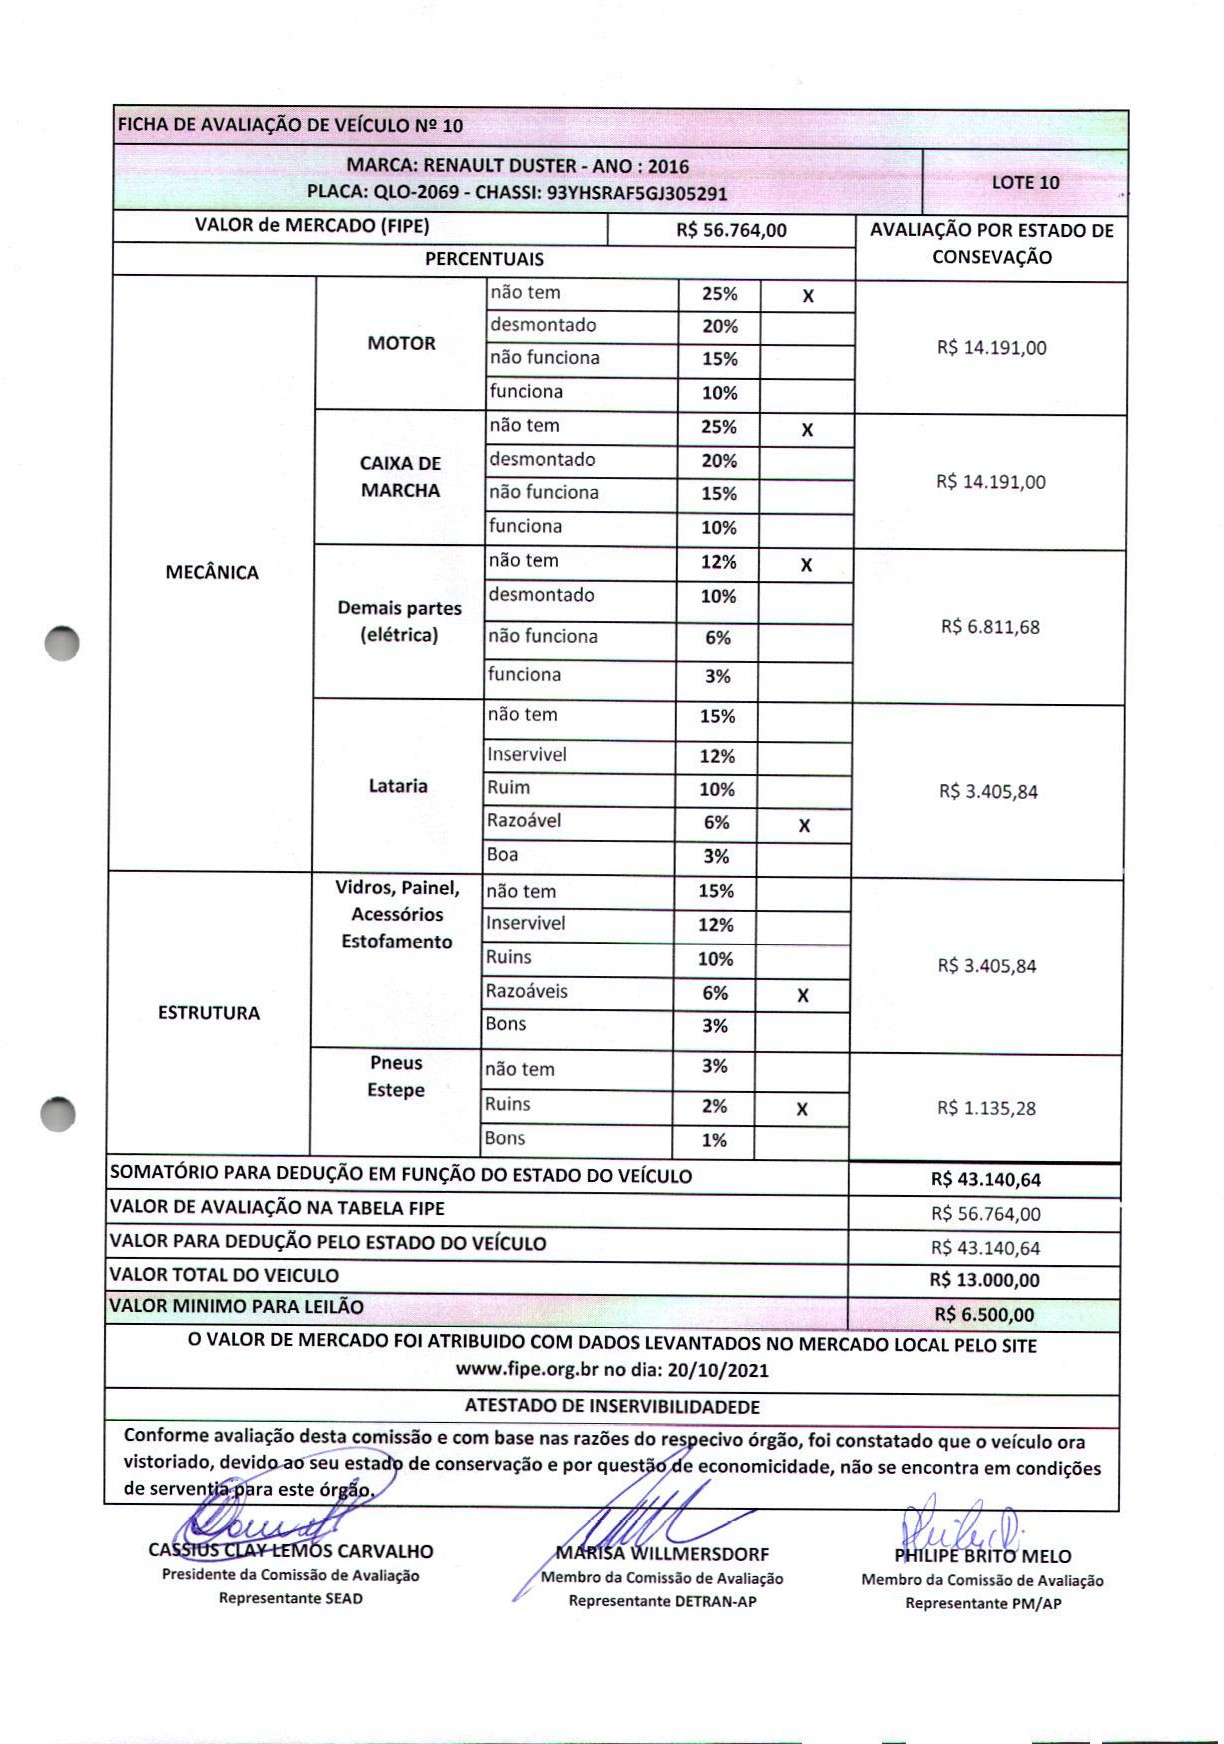 FICHA DE AVALIAÇÃO DE VEÍCULO Nº 10
MARCA: RENAULT DUSTER - ANO : 2016
PLACA: QLO-2069 - CHASSI: 93YHSRAF5GJ305291
LOTE 10
VALOR de MERCADO (FIPE) R$ 56.764,00
AVALIAÇÃO POR ESTADO DE
CONSEVAÇÃO
PERCENTUAIS
MECÂNICA
MOTOR
não tem 25% X
desmontado 20%
não funciona 15%
funciona 10%
R$ 14.191,00
CAIXA DE
MARCHA
não tem 25% X
desmontado 20%
não funciona 15%
funciona 10%
R$ 14.191,00
Demais partes
(elétrica)
não tem 12% X
desmontado 10%
não funciona 6%
funciona 3%
R$ 6.811,68
Lataria
não tem 15%
Inservivel 12%
Ruim 10%
Razoável 6% X
Boa 3%
R$ 3.405,84
ESTRUTURA
Vidros, Painel,
Acessórios
Estofamento
não tem 15%
Inservivel 12%
Ruins 10%
Razoáveis 6% X
Bons 3%
R$ 3.405,84
Pneus
Estepe
não tem 3%
Ruins 2% X
Bons 1%
R$ 1.135,28
SOMATÓRIO PARA DEDUÇÃO EM FUNÇÃO DO ESTADO DO VEÍCULO R$ 43.140,64
VALOR DE AVALIAÇÃO NA TABELA FIPE R$ 56.764,00
VALOR PARA DEDUÇÃO PELO ESTADO DO VEÍCULO R$ 43.140,64
VALOR TOTAL DO VEICULO R$ 13.000,00
VALOR MINIMO PARA LEILÃO R$ 6.500,00
O VALOR DE MERCADO FOI ATRIBUIDO COM DADOS LEVANTADOS NO MERCADO LOCAL PELO SITE
www.fipe.org.br no dia: 20/10/2021
ATESTADO DE INSERVIBILIDADEDE
Conforme avaliação desta comissão e com base nas razões do respecivo órgão, foi constatado que o veículo ora
vistoriado, devido ao seu estado de conservação e por questão de economicidade, não se encontra em condições
de serventia para este órgão.
CASSIUS CLAY LEMOS CARVALHO
Presidente da Comissão de Avaliação
Representante SEAD
MARISA WILLMERSDORF
Membro da Comissão de Avaliação
Representante DETRAN-AP
PHILIPE BRITO MELO
Membro da Comissão de Avaliação
Representante PM/AP